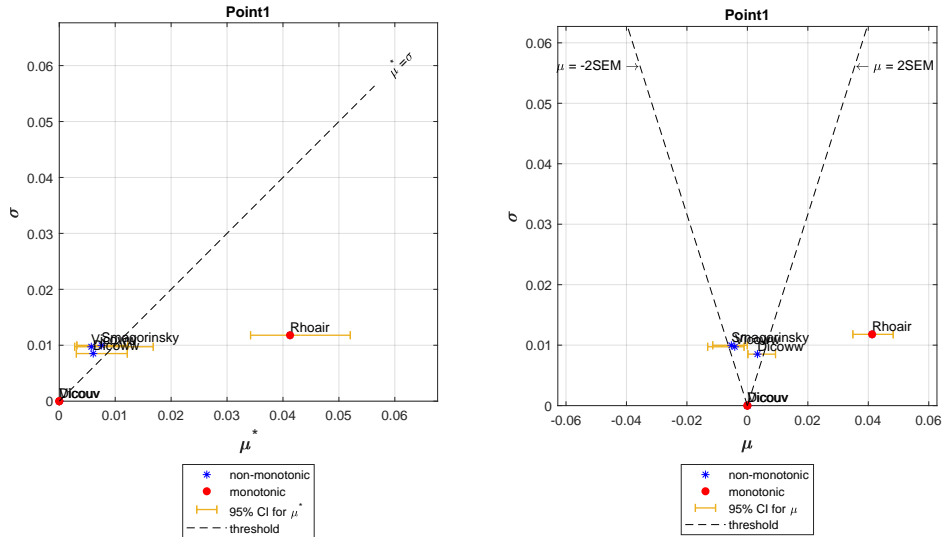 Point1
0.06
0.05
0.04
0.03
0.02
0.01
0
σ
μ* = σ
Rhoair
Smagorinsky
Dicoww
Dicouv
0
0.01
0.02
0.03
0.04
0.05
0.06
μ*
non-monotonic
monotonic
95% CI for μ*
threshold
Point1
0.06
0.05
0.04
0.03
0.02
0.01
0
σ
μ = -2SEM
μ = 2SEM
Rhoair
Smagorinsky
Dicoww
Dicouv
-0.06
-0.04
-0.02
0
0.02
0.04
0.06
μ
non-monotonic
monotonic
95% CI for μ
threshold